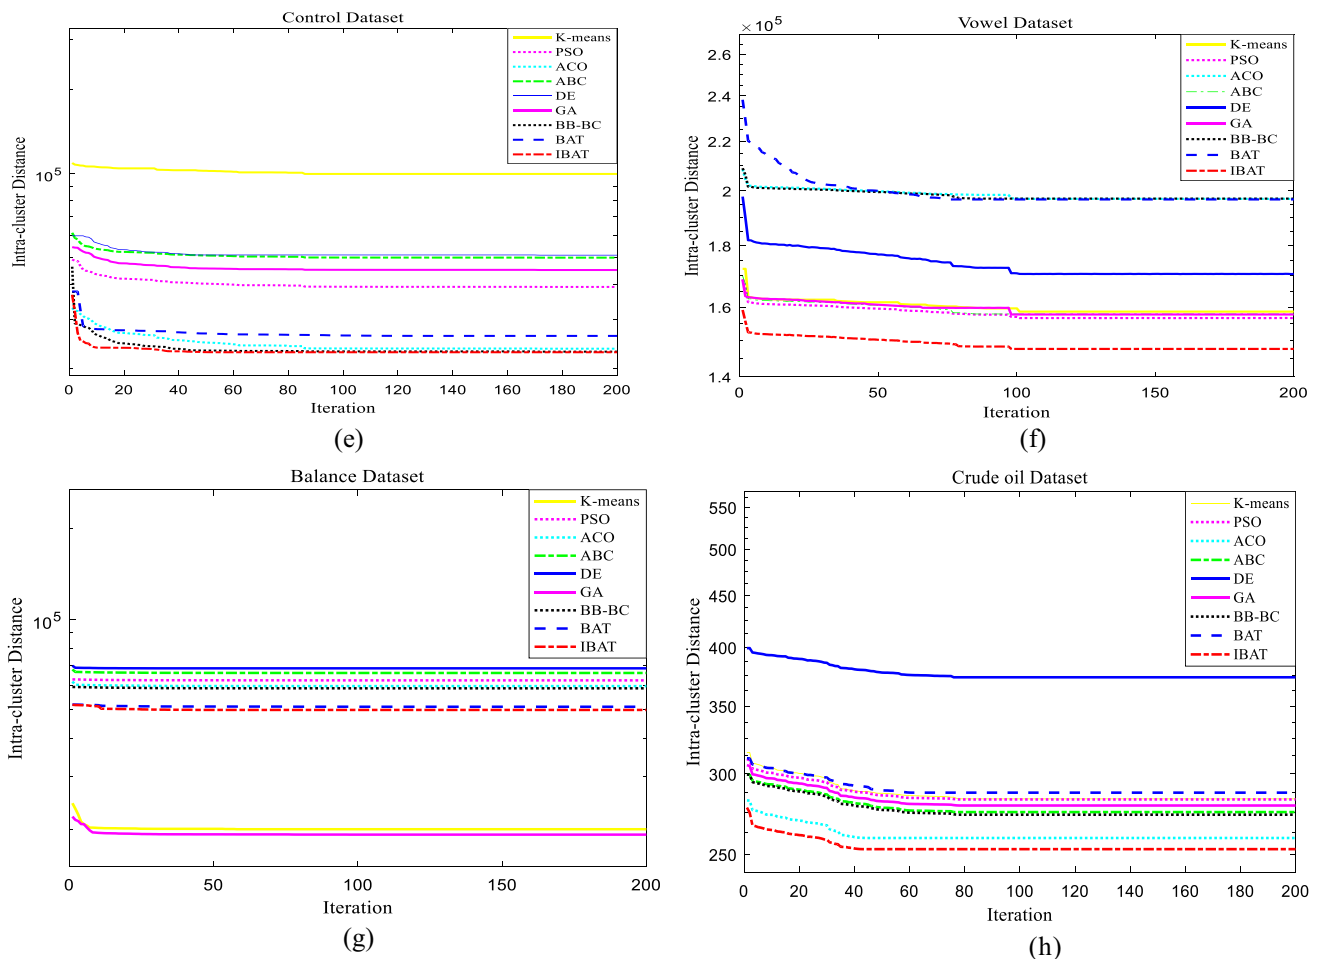 Control Dataset
10^5
Intra-cluster Distance
K-means
PSO
ACO
ABC
DE
GA
BB-BC
BAT
IBAT
0 20 40 60 80 100 120 140 160 180 200
Iteration
(e)
Vowel Dataset
× 10^5
2.6
2.4
2.2
2
1.8
1.6
1.4
Intra-cluster Distance
K-means
PSO
ACO
ABC
DE
GA
BB-BC
BAT
IBAT
0 50 100 150 200
Iteration
(f)
Balance Dataset
10^5
Intra-cluster Distance
K-means
PSO
ACO
ABC
DE
GA
BB-BC
BAT
IBAT
0 50 100 150 200
Iteration
(g)
Crude oil Dataset
550
500
450
400
350
300
250
Intra-cluster Distance
K-means
PSO
ACO
ABC
DE
GA
BB-BC
BAT
IBAT
0 20 40 60 80 100 120 140 160 180 200
Iteration
(h)